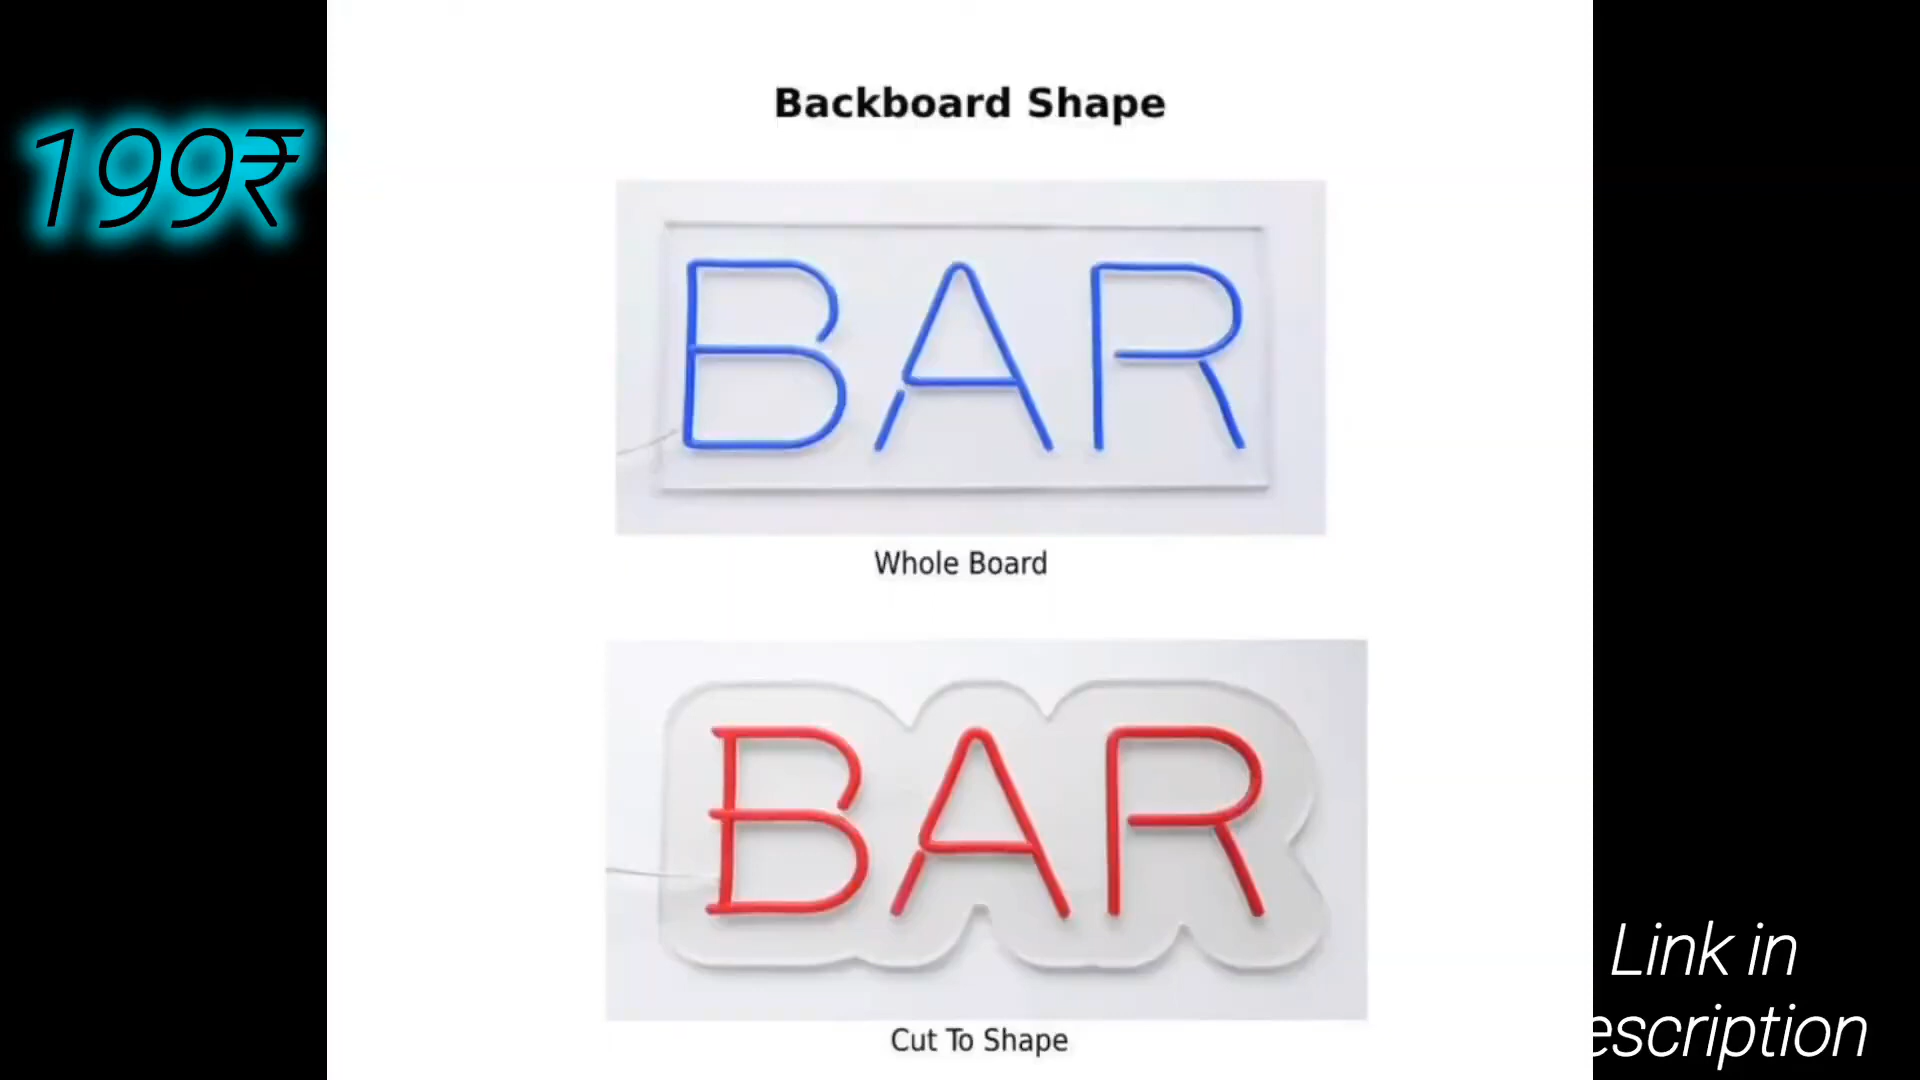 199₹
Backboard Shape
BAR
Whole Board
BAR
Cut To Shape
Link in
escription